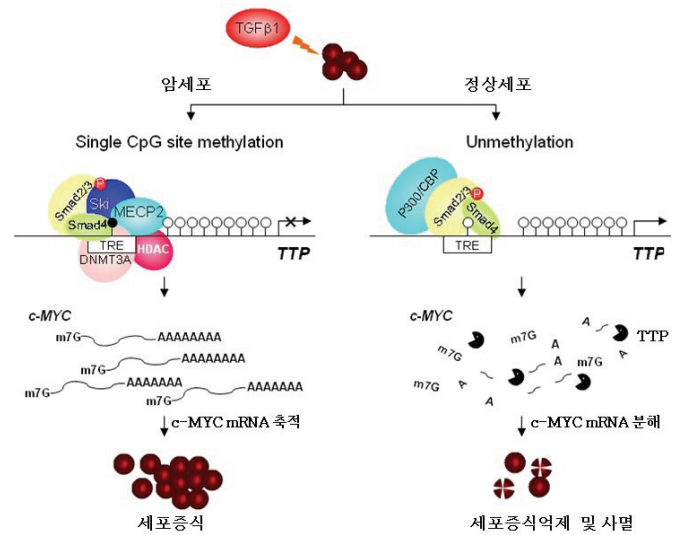 TGFβ1
암세포
정상세포
Single CpG site methylation
Unmethylation
Smad2/3
P
Ski
MECP2
Smad4
TRE
HDAC
DNMT3A
TTP
P300/CBP
Smad2/3
P
Smad4
TRE
TTP
c-MYC
m7G AAAAAAAA
m7G AAAAAAAA
m7G AAAAAAA
m7G AAAAAAA
c-MYC mRNA 축적
세포증식
c-MYC
A
TTP
m7G
A
m7G
A
m7G
A
m7G
A
A
c-MYC mRNA 분해
세포증식억제 및 사멸